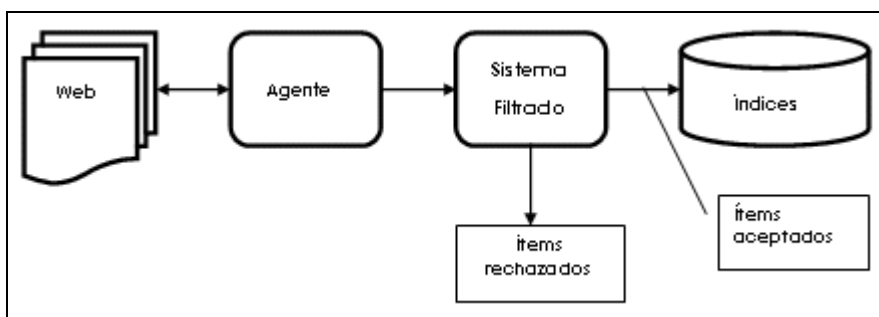 Web
Agente
Sistema
Filtrado
Índices
Ítems
rechazados
Ítems
aceptados